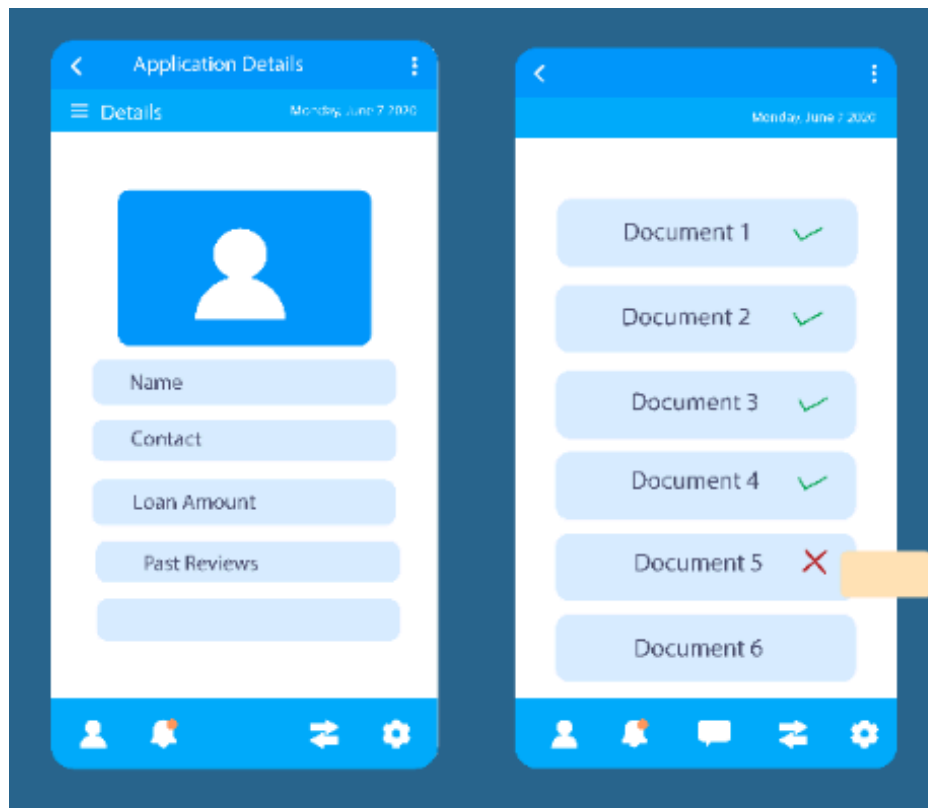 Application Details
Details
Monday, June 7 2020
Name
Contact
Loan Amount
Past Reviews
Monday, June 7 2020
Document 1
Document 2
Document 3
Document 4
Document 5
Document 6